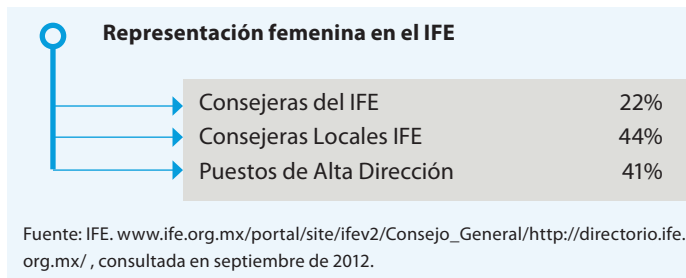 Representación femenina en el IFE
Consejeras del IFE 22%
Consejeras Locales IFE 44%
Puestos de Alta Dirección 41%
Fuente: IFE. www.ife.org.mx/portal/site/ifev2/Consejo_General/http://directorio.ife.
org.mx/ , consultada en septiembre de 2012.